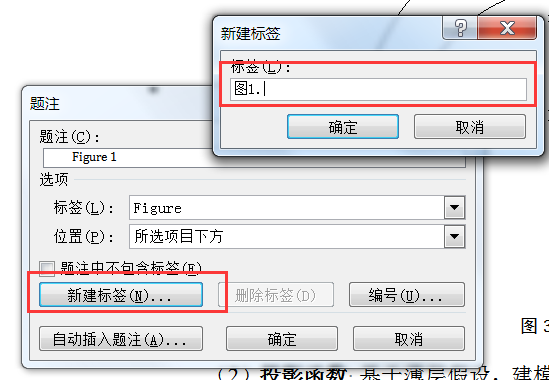 新建标签
标签(L):
图1.
确定
取消
题注
题注(C):
Figure 1
选项
标签(L): Figure
位置(P): 所选项目下方
题注中不包含标签(E)
新建标签(N)... 删除标签(D) 编号(U)...
自动插入题注(A)... 确定 取消
图 3
(2) 投影函数: 基于薄层假设, 建模